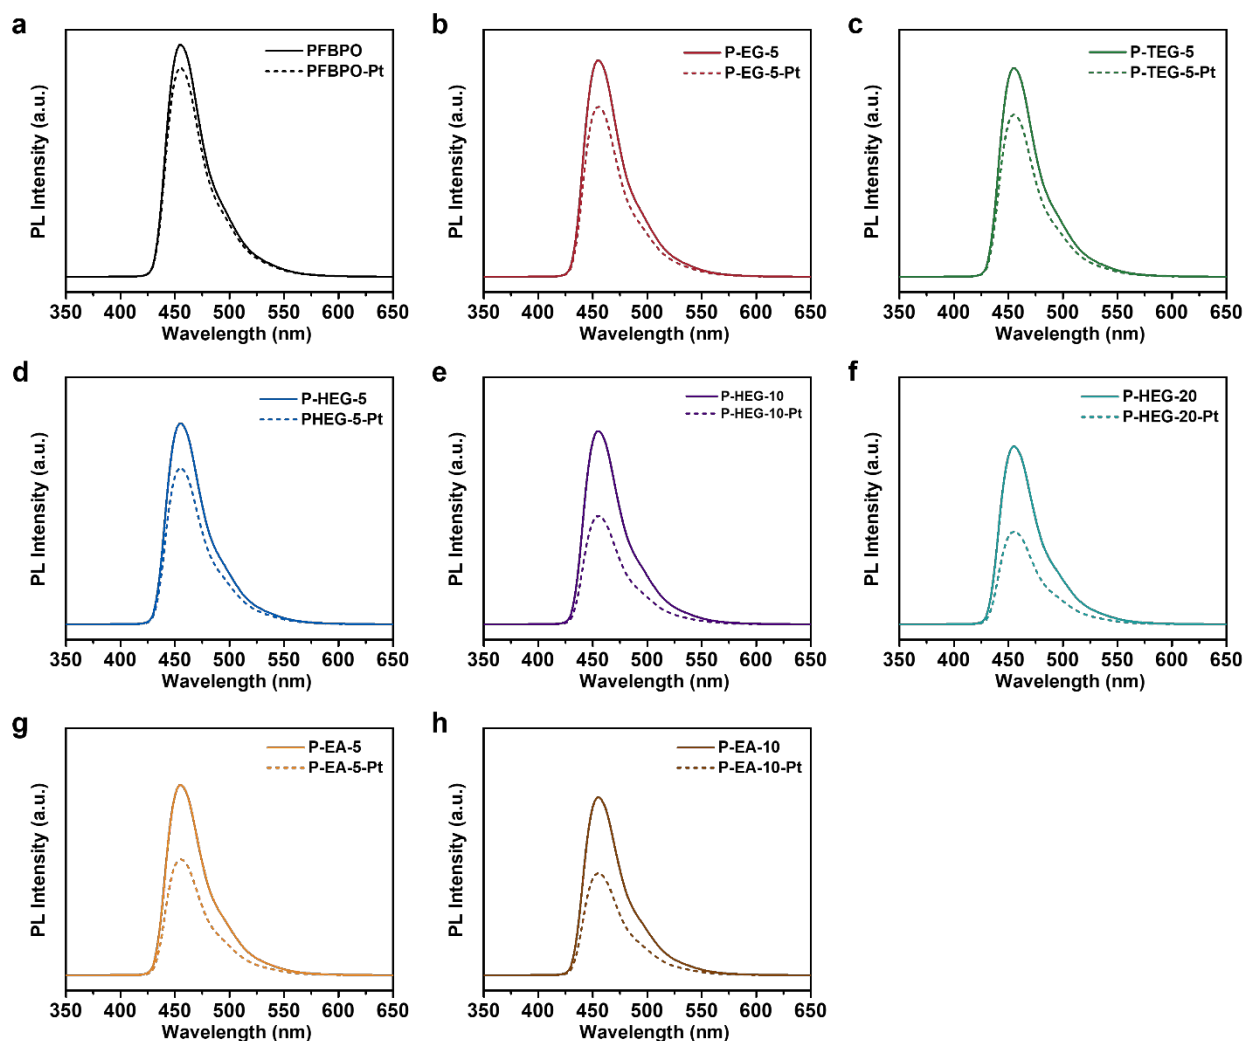 a
PFBPO
PFBPO-Pt
PL Intensity (a.u.)
350 400 450 500 550 600 650
Wavelength (nm)
b
P-EG-5
P-EG-5-Pt
PL Intensity (a.u.)
350 400 450 500 550 600 650
Wavelength (nm)
c
P-TEG-5
P-TEG-5-Pt
PL Intensity (a.u.)
350 400 450 500 550 600 650
Wavelength (nm)
d
P-HEG-5
PHEG-5-Pt
PL Intensity (a.u.)
350 400 450 500 550 600 650
Wavelength (nm)
e
P-HEG-10
P-HEG-10-Pt
PL Intensity (a.u.)
350 400 450 500 550 600 650
Wavelength (nm)
f
P-HEG-20
P-HEG-20-Pt
PL Intensity (a.u.)
350 400 450 500 550 600 650
Wavelength (nm)
g
P-EA-5
P-EA-5-Pt
PL Intensity (a.u.)
350 400 450 500 550 600 650
Wavelength (nm)
h
P-EA-10
P-EA-10-Pt
PL Intensity (a.u.)
350 400 450 500 550 600 650
Wavelength (nm)